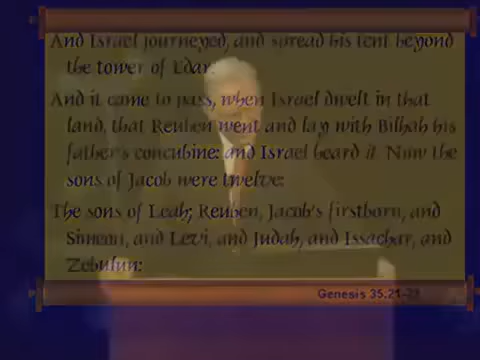 And Israel journeyed, and spread his tent beyond
the tower of Edar.
And it came to pass, when Israel dwelt in that
land, that Reuben went and lay with Bilhah his
father's concubine: and Israel heard it. Now the
sons of Jacob were twelve:
The sons of Leah; Reuben, Jacob's firstborn, and
Simeon, and Levi, and Judah, and Issachar, and
Zebulun:
Genesis 35:21-23